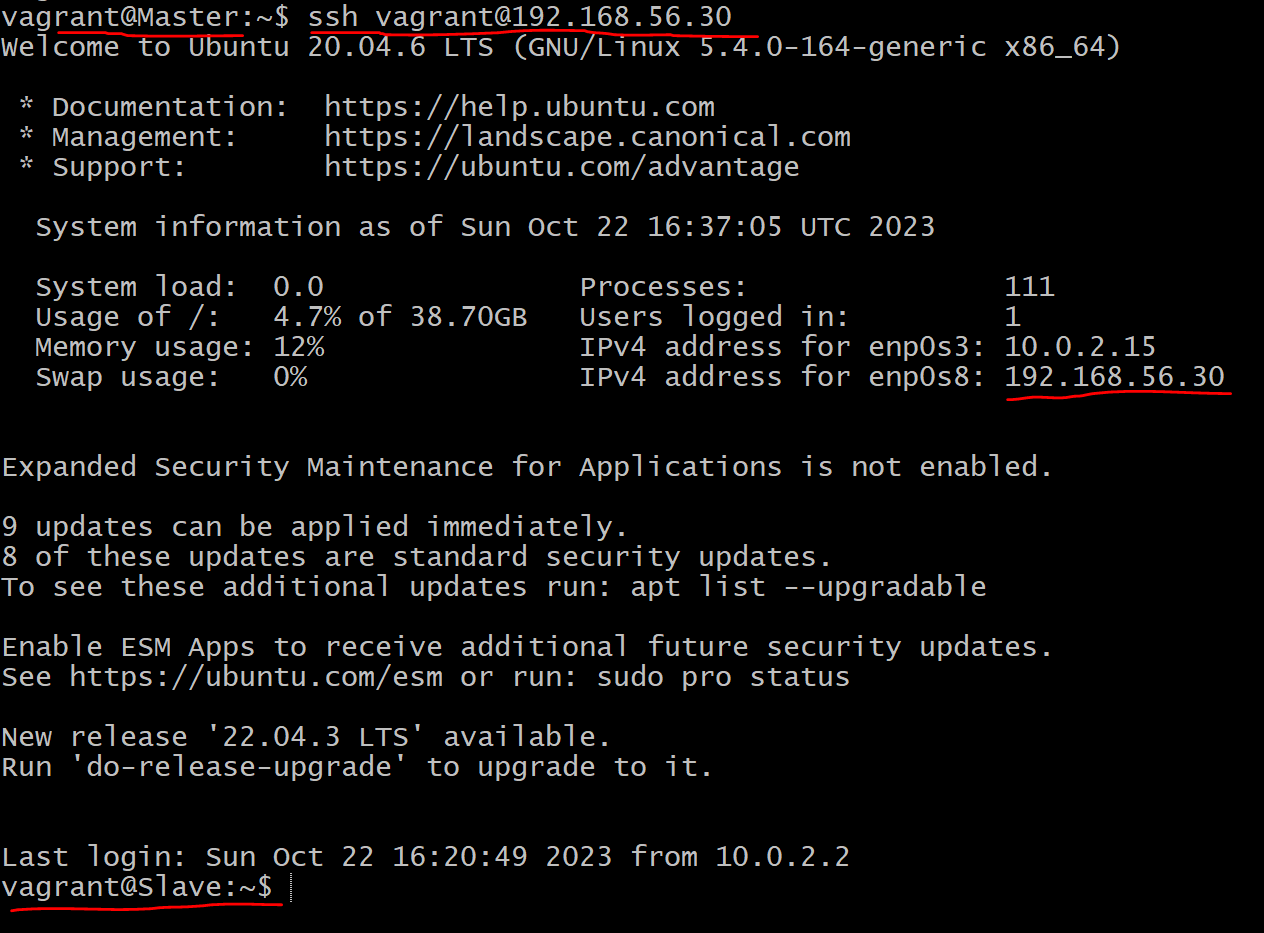 vagrant@Master:~$ ssh vagrant@192.168.56.30
Welcome to Ubuntu 20.04.6 LTS (GNU/Linux 5.4.0-164-generic x86_64)
* Documentation:  https://help.ubuntu.com
* Management:     https://landscape.canonical.com
* Support:        https://ubuntu.com/advantage
System information as of Sun Oct 22 16:37:05 UTC 2023
System load:  0.0               Processes:               111
Usage of /:   4.7% of 38.70GB   Users logged in:         1
Memory usage: 12%               IPv4 address for enp0s3: 10.0.2.15
Swap usage:   0%                IPv4 address for enp0s8: 192.168.56.30
Expanded Security Maintenance for Applications is not enabled.
9 updates can be applied immediately.
8 of these updates are standard security updates.
To see these additional updates run: apt list --upgradable
Enable ESM Apps to receive additional future security updates.
See https://ubuntu.com/esm or run: sudo pro status
New release '22.04.3 LTS' available.
Run 'do-release-upgrade' to upgrade to it.
Last login: Sun Oct 22 16:20:49 2023 from 10.0.2.2
vagrant@Slave:~$